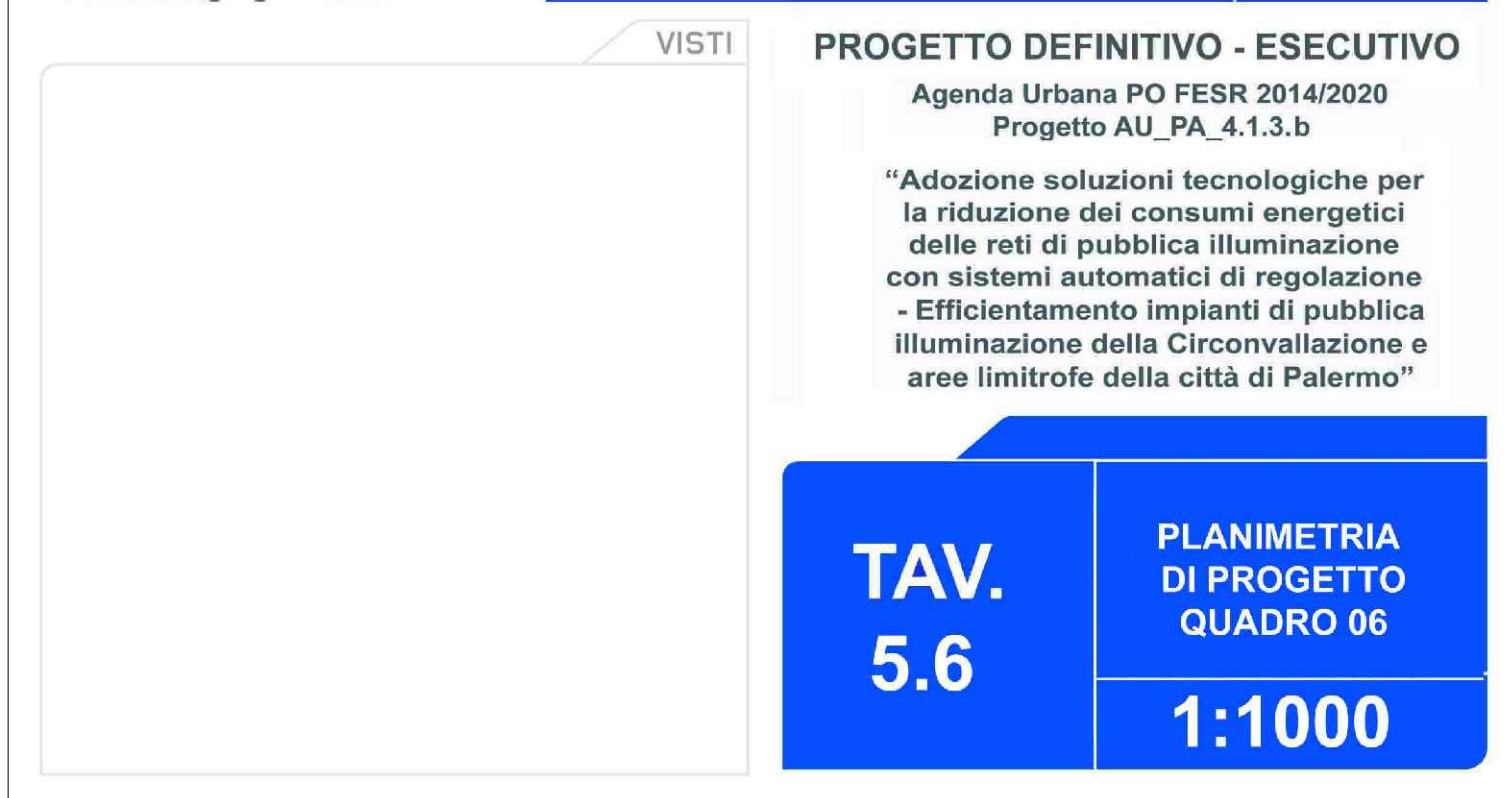 VISTI
PROGETTO DEFINITIVO - ESECUTIVO
Agenda Urbana PO FESR 2014/2020
Progetto AU_PA_4.1.3.b
“Adozione soluzioni tecnologiche per
la riduzione dei consumi energetici
delle reti di pubblica illuminazione
con sistemi automatici di regolazione
- Efficientamento impianti di pubblica
illuminazione della Circonvallazione e
aree limitrofe della città di Palermo”
TAV.
5.6
PLANIMETRIA
DI PROGETTO
QUADRO 06
1:1000